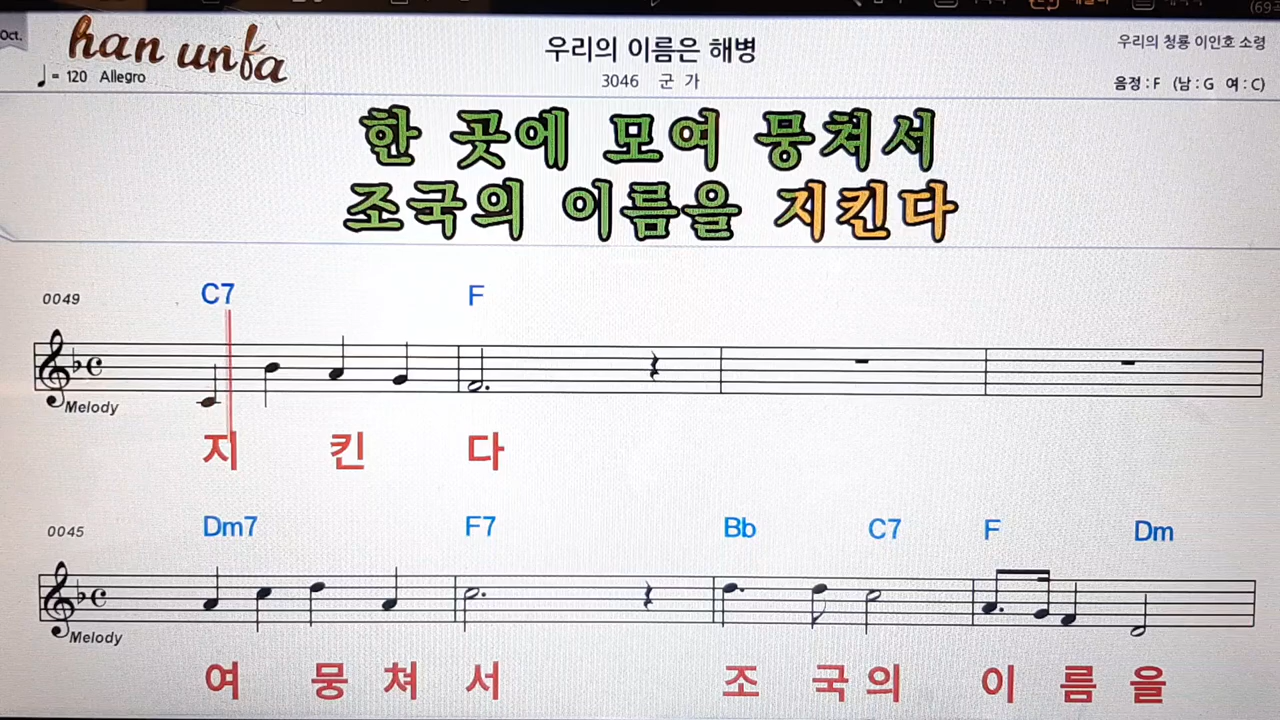 Oct.
han unfa
♩= 120 Allegro
우리의 이름은 해병
3046 군 가
우리의 청룡 이인호 소령
음정 : F (남 : G 여 : C)
한 곳에 모여 뭉쳐서
조국의 이름을 지킨다
0049 C7 F
Melody
지 킨 다
0045 Dm7 F7 Bb C7 F Dm
Melody
여 뭉 쳐 서 조 국 의 이 름 을